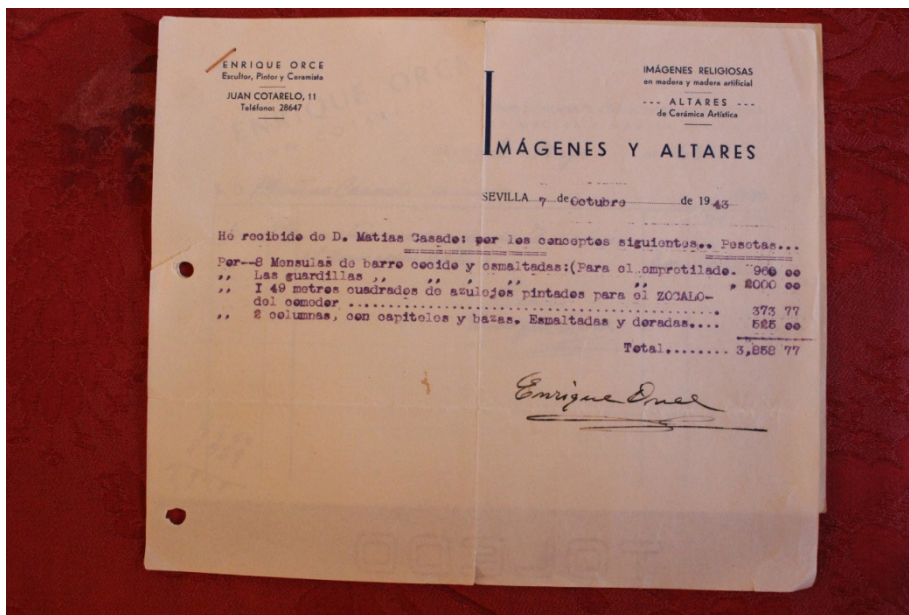 ENRIQUE ORCE
Escultor, Pintor y Ceramista
JUAN COTARELO, 11
Teléfono: 28647
IMÁGENES RELIGIOSAS
en madera y madera artificial
--- ALTARES ---
de Cerámica Artística
IMÁGENES Y ALTARES
SEVILLA 7 de Octubre de 1943
He recibido de D. Matias Casado: por los conceptos siguientes.. Pesetas...
Por--8 Mensulas de barro cocido y esmaltadas:(Para el emprotilado. 960 00
,, Las guardillas ,, ,, ,, ,, ,, 2000 00
,, I 49 metros cuadrados de azulejos pintados para el ZOCALO-
del comedor ........ 373 77
,, 2 columnas, con capiteles y bazas. Esmaltadas y doradas.... 525 00
Total........ 3,858 77
Enrique Orce
TOLEDO